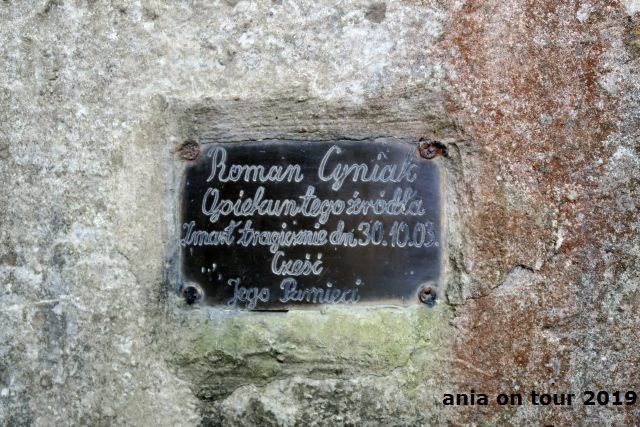 Roman Cyniak
Opiekun tego źródła
Zmarł tragicznie dn 30.10.03.
Cześć
Jego Pamięci
ania on tour 2019